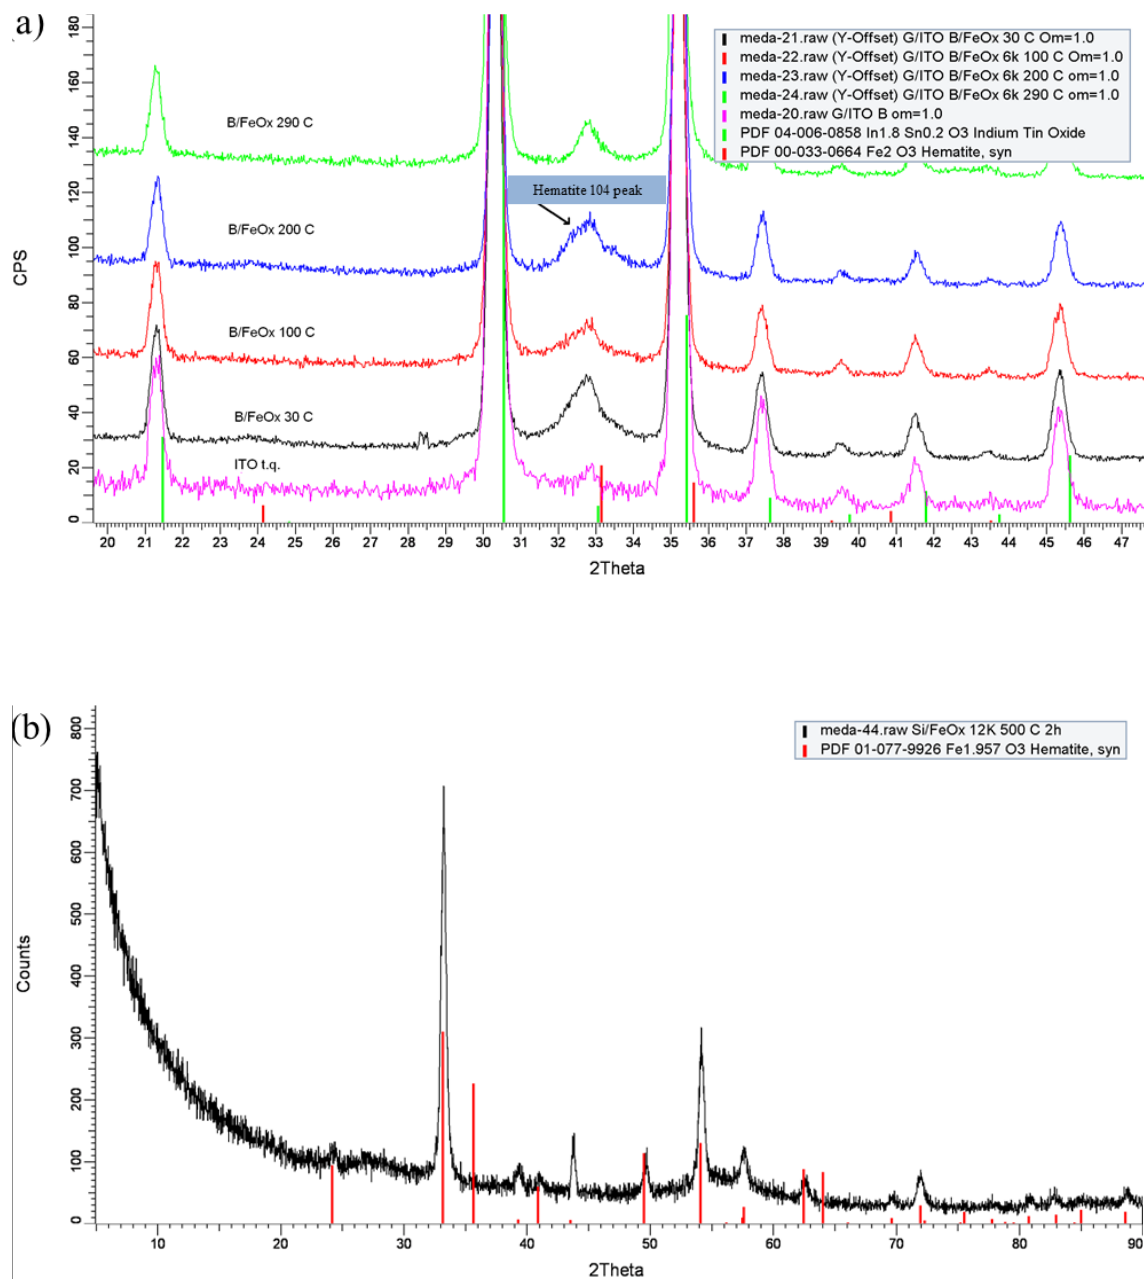 a)
meda-21.raw (Y-Offset) G/ITO B/FeOx 30 C Om=1.0
meda-22.raw (Y-Offset) G/ITO B/FeOx 6k 100 C Om=1.0
meda-23.raw (Y-Offset) G/ITO B/FeOx 6k 200 C om=1.0
meda-24.raw (Y-Offset) G/ITO B/FeOx 6k 290 C om=1.0
meda-20.raw G/ITO B om=1.0
PDF 04-006-0858 In1.8 Sn0.2 O3 Indium Tin Oxide
PDF 00-033-0664 Fe2 O3 Hematite, syn
CPS
180
160
140
120
100
80
60
40
20
0
B/FeOx 290 C
Hematite 104 peak
B/FeOx 200 C
B/FeOx 100 C
B/FeOx 30 C
ITO t.q.
20 21 22 23 24 25 26 27 28 29 30 31 32 33 34 35 36 37 38 39 40 41 42 43 44 45 46 47
2Theta
(b)
meda-44.raw Si/FeOx 12K 500 C 2h
PDF 01-077-9926 Fe1.957 O3 Hematite, syn
Counts
800
700
600
500
400
300
200
100
0
10 20 30 40 50 60 70 80 90
2Theta